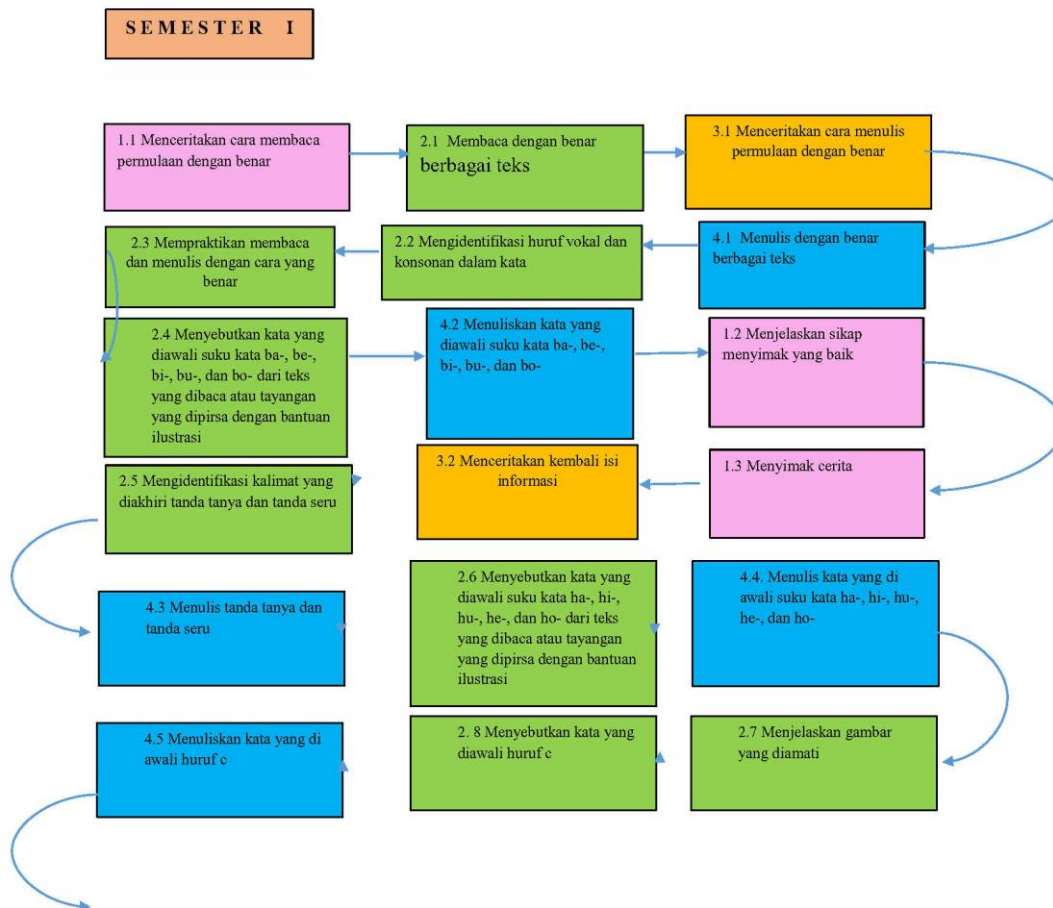 SEMESTER I
1.1 Menceritakan cara membaca
permulaan dengan benar
2.1 Membaca dengan benar
berbagai teks
3.1 Menceritakan cara menulis
permulaan dengan benar
2.3 Mempraktikan membaca
dan menulis dengan cara yang
benar
2.2 Mengidentifikasi huruf vokal dan
konsonan dalam kata
4.1 Menulis dengan benar
berbagai teks
2.4 Menyebutkan kata yang
diawali suku kata ba-, be-,
bi-, bu-, dan bo- dari teks
yang dibaca atau tayangan
yang dipirsa dengan bantuan
ilustrasi
4.2 Menuliskan kata yang
diawali suku kata ba-, be-,
bi-, bu-, dan bo-
1.2 Menjelaskan sikap
menyimak yang baik
2.5 Mengidentifikasi kalimat yang
diakhiri tanda tanya dan tanda seru
3.2 Menceritakan kembali isi
informasi
1.3 Menyimak cerita
4.3 Menulis tanda tanya dan
tanda seru
2.6 Menyebutkan kata yang
diawali suku kata ha-, hi-,
hu-, he-, dan ho- dari teks
yang dibaca atau tayangan
yang dipirsa dengan bantuan
ilustrasi
4.4. Menulis kata yang di
awali suku kata ha-, hi-, hu-,
he-, dan ho-
4.5 Menuliskan kata yang di
awali huruf c
2. 8 Menyebutkan kata yang
diawali huruf c
2.7 Menjelaskan gambar
yang diamati